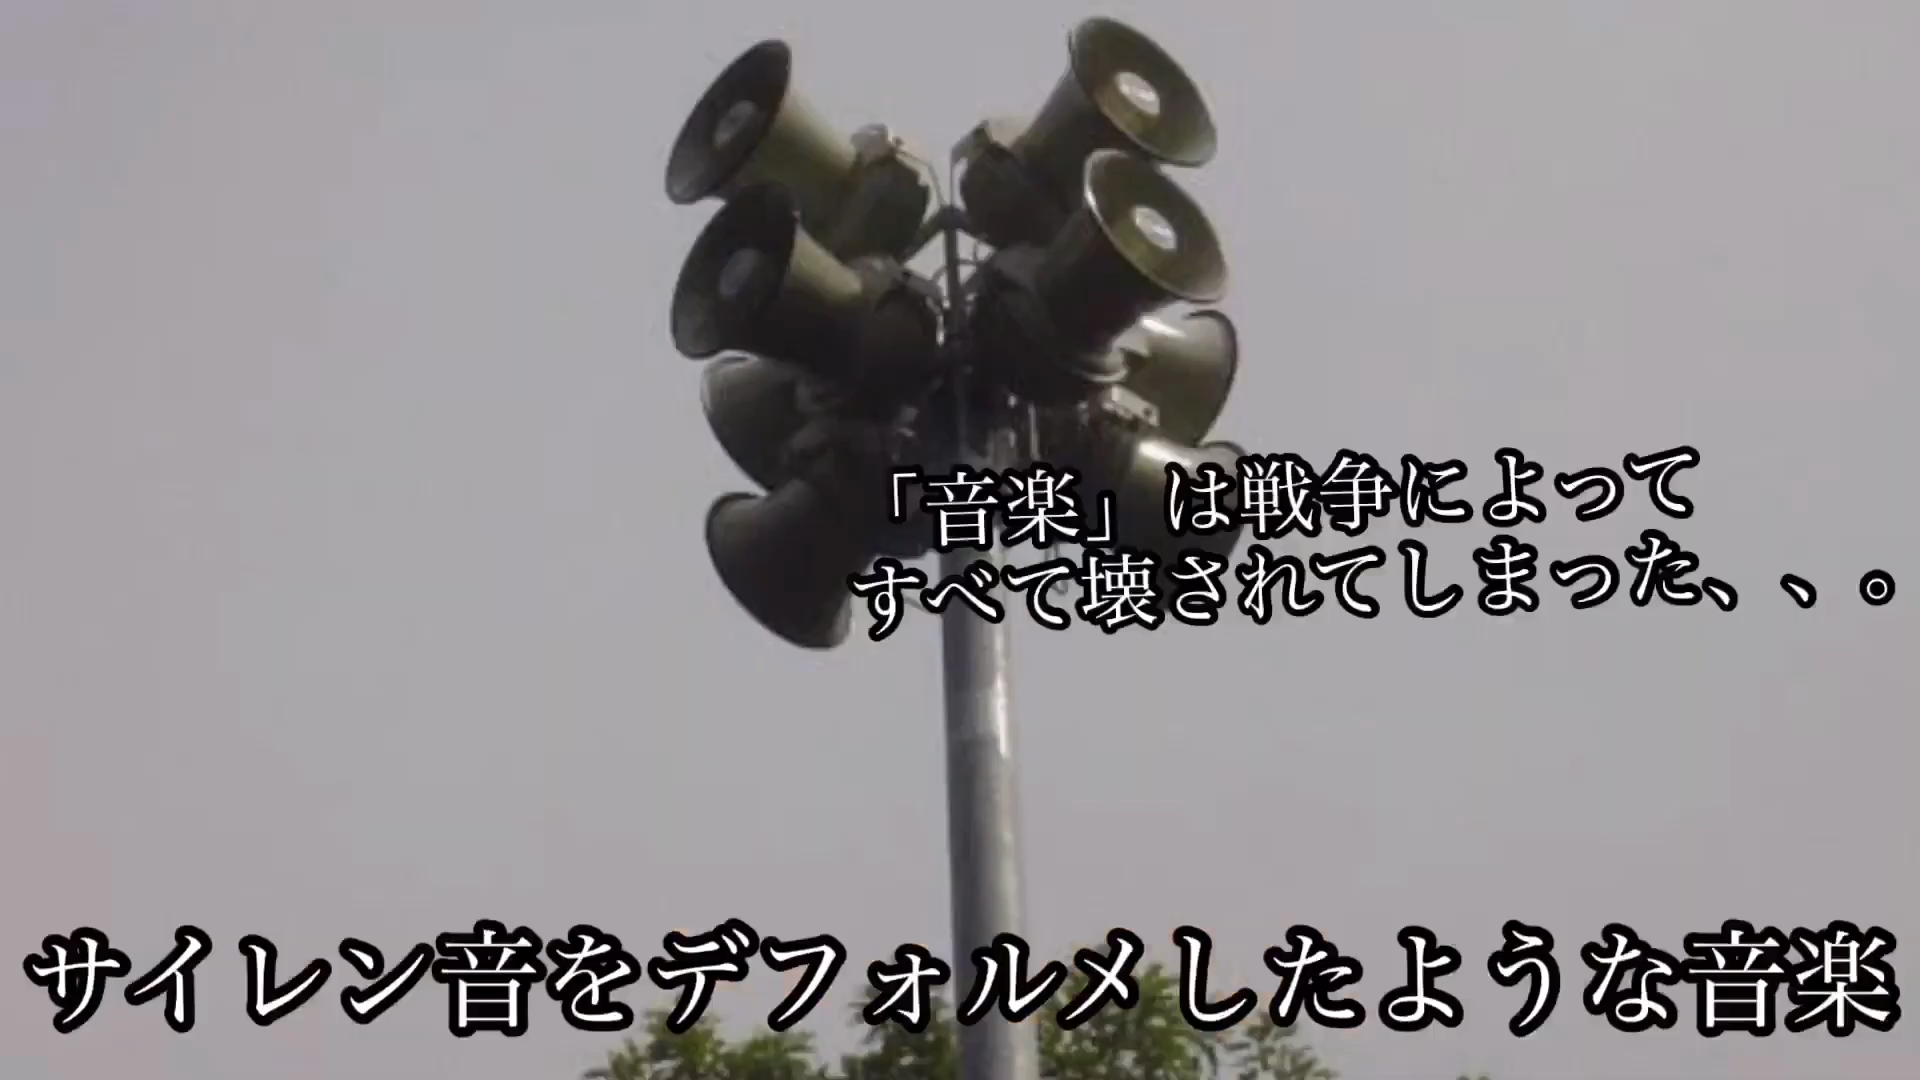 「音楽」は戦争によって
すべて壊されてしまった、、。
サイレン音をデフォルメしたような音楽